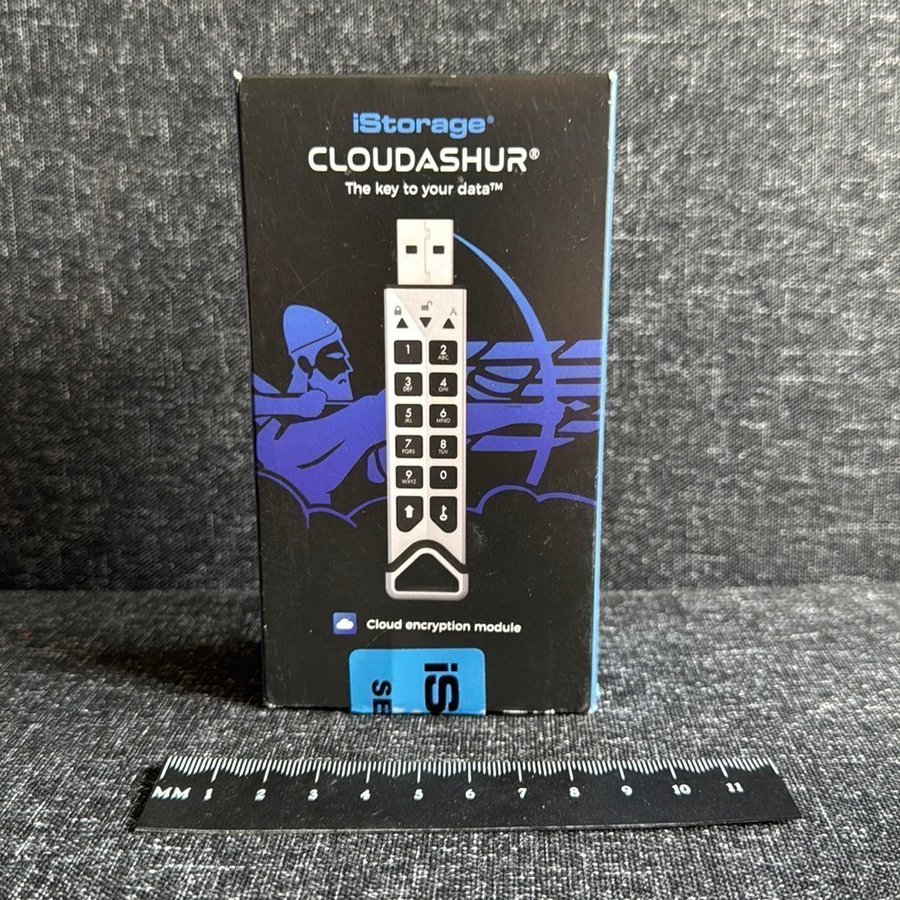 iStorage®
CLOUDASHUR®
The key to your data™
1 2 ABC
3 DEF 4 GHI
5 JKL 6 MNO
7 PQRS 8 TUV
9 WXYZ 0
Cloud encryption module
iS
SE
MM 1 2 3 4 5 6 7 8 9 10 11